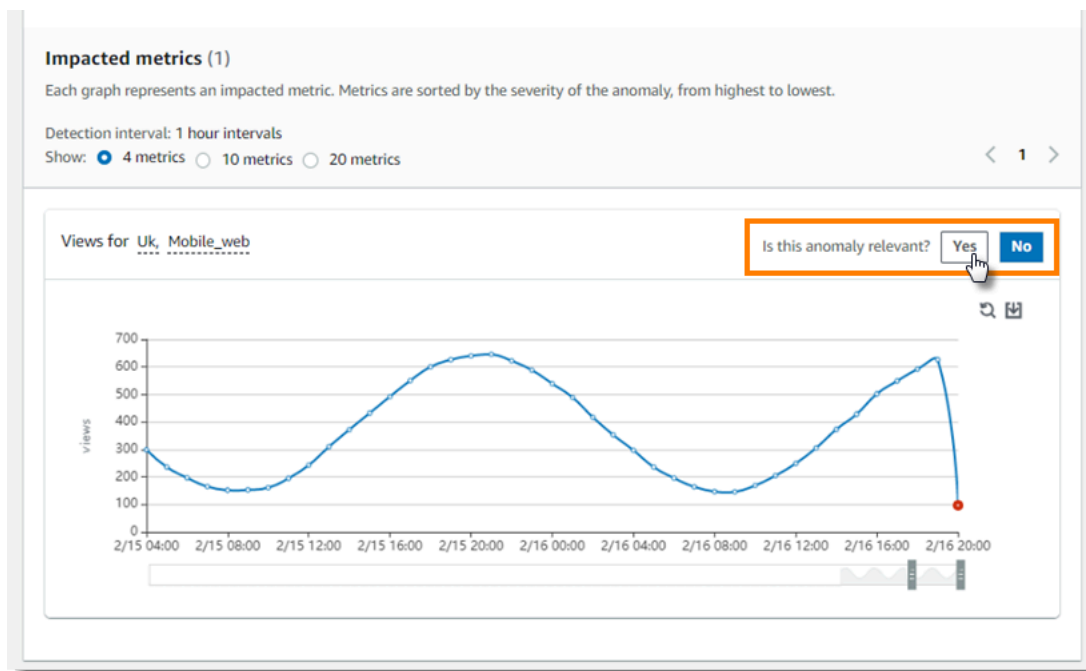 Impacted metrics (1)
Each graph represents an impacted metric. Metrics are sorted by the severity of the anomaly, from highest to lowest.
Detection interval: 1 hour intervals
Show: 4 metrics 10 metrics 20 metrics
1
Views for Uk, Mobile_web
Is this anomaly relevant? Yes No
700
600
500
400
300
200
100
0
views
2/15 04:00 2/15 08:00 2/15 12:00 2/15 16:00 2/15 20:00 2/16 00:00 2/16 04:00 2/16 08:00 2/16 12:00 2/16 16:00 2/16 20:00